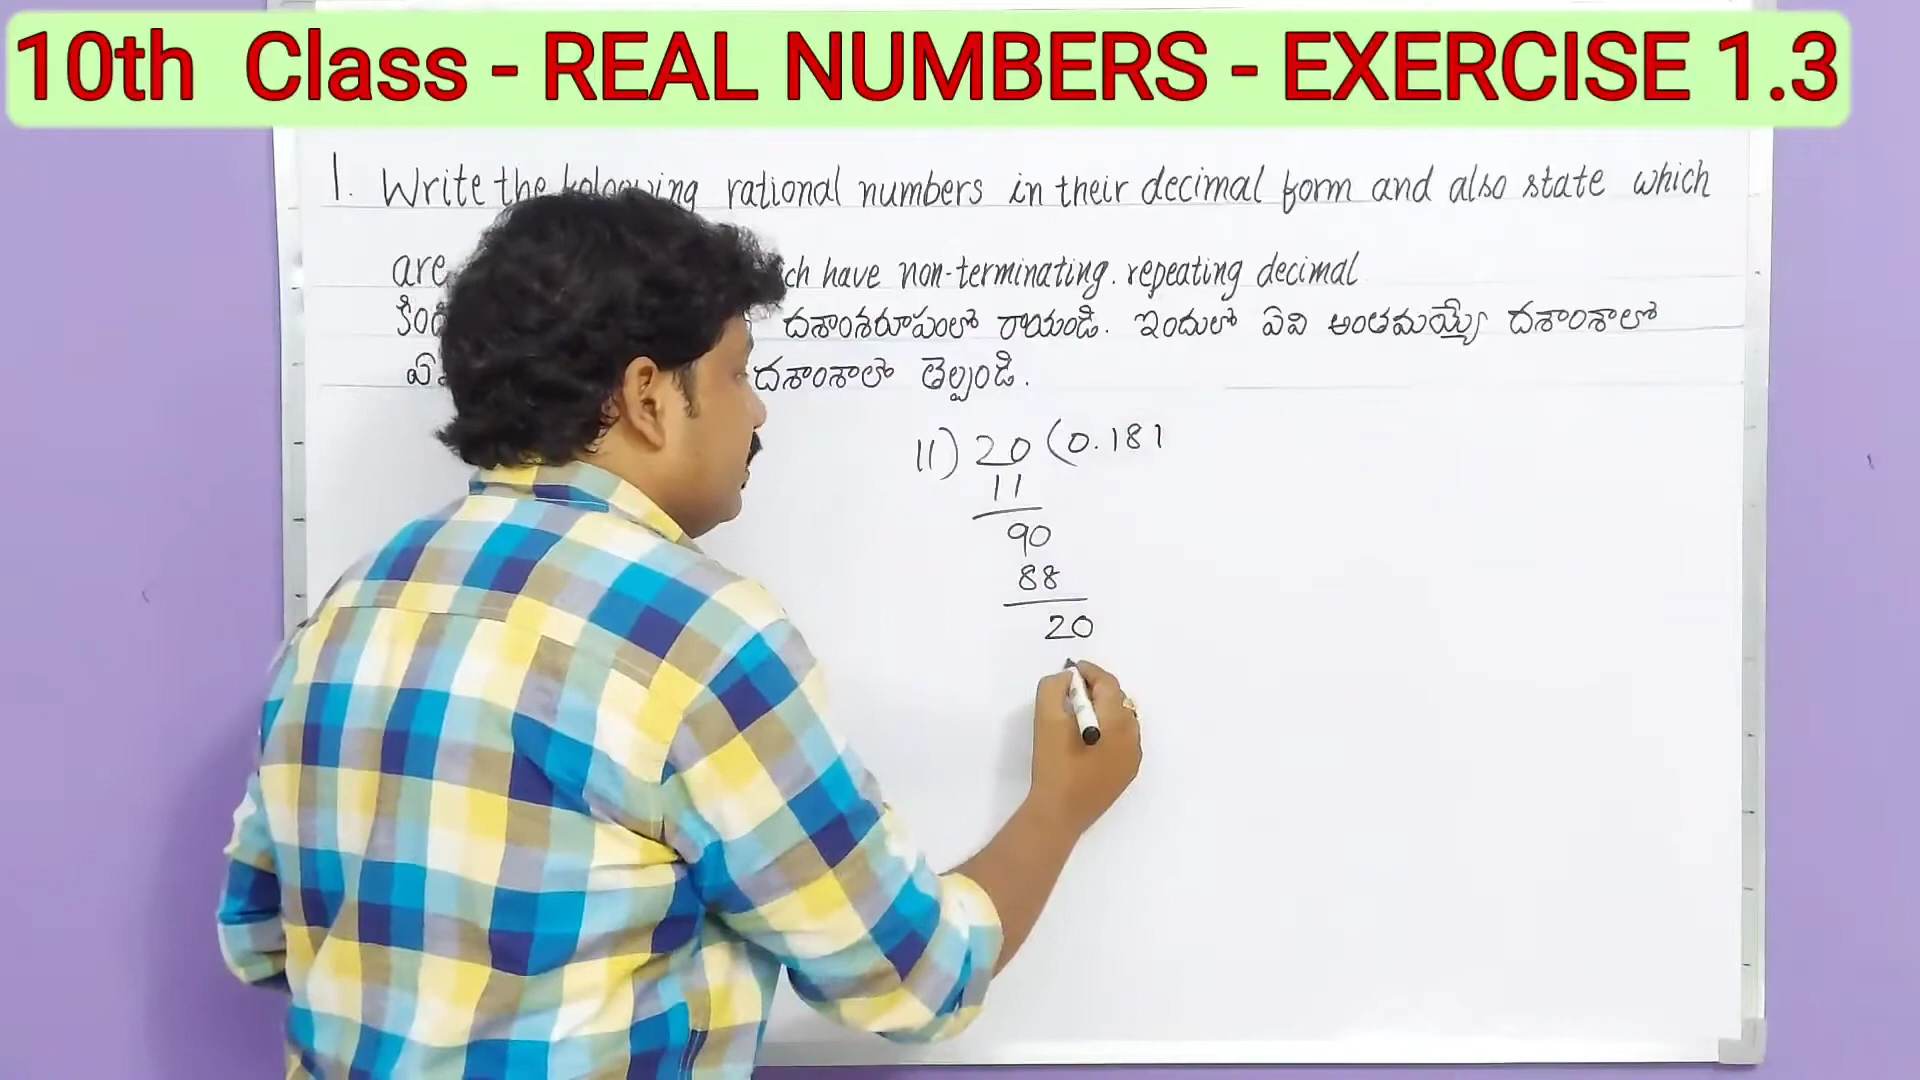 10th Class - REAL NUMBERS - EXERCISE 1.3
1. Write the rational numbers in their decimal form and also state which
are have non-terminating. repeating decimal
దశాంశరూపంలో రాయండి. ఇందులో ఏవి అంతమయ్యే దశాంశాలో
దశాంశాలో తెల్పండి.
11) 20 (0.181
11
90
88
20